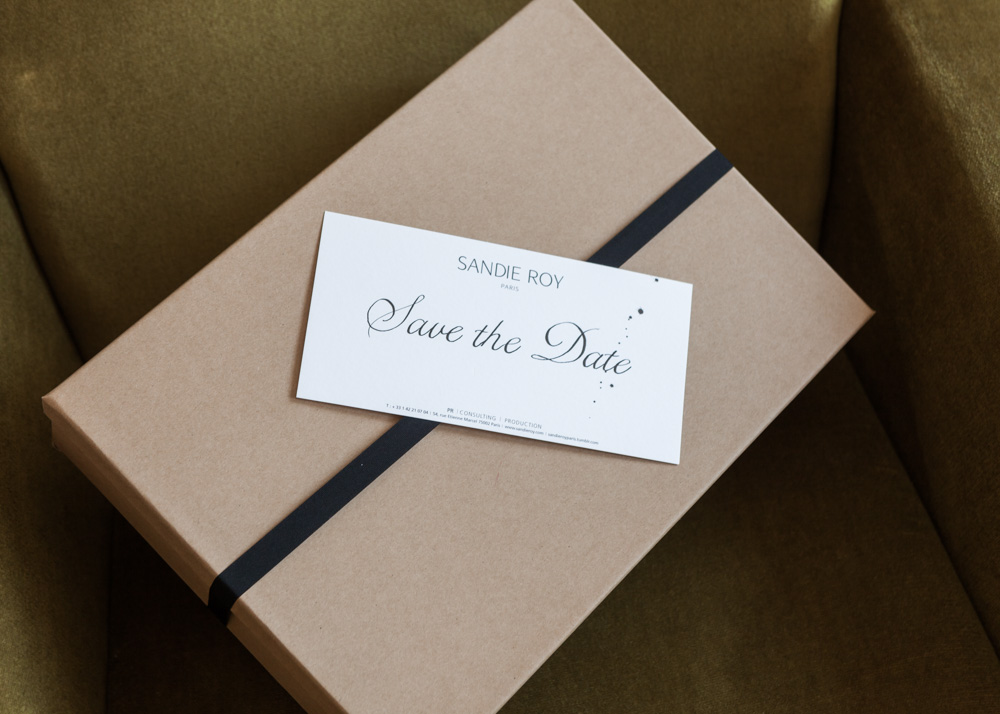 SANDIE ROY
PARIS
Save the Date
PR / CONSULTING / PRODUCTION